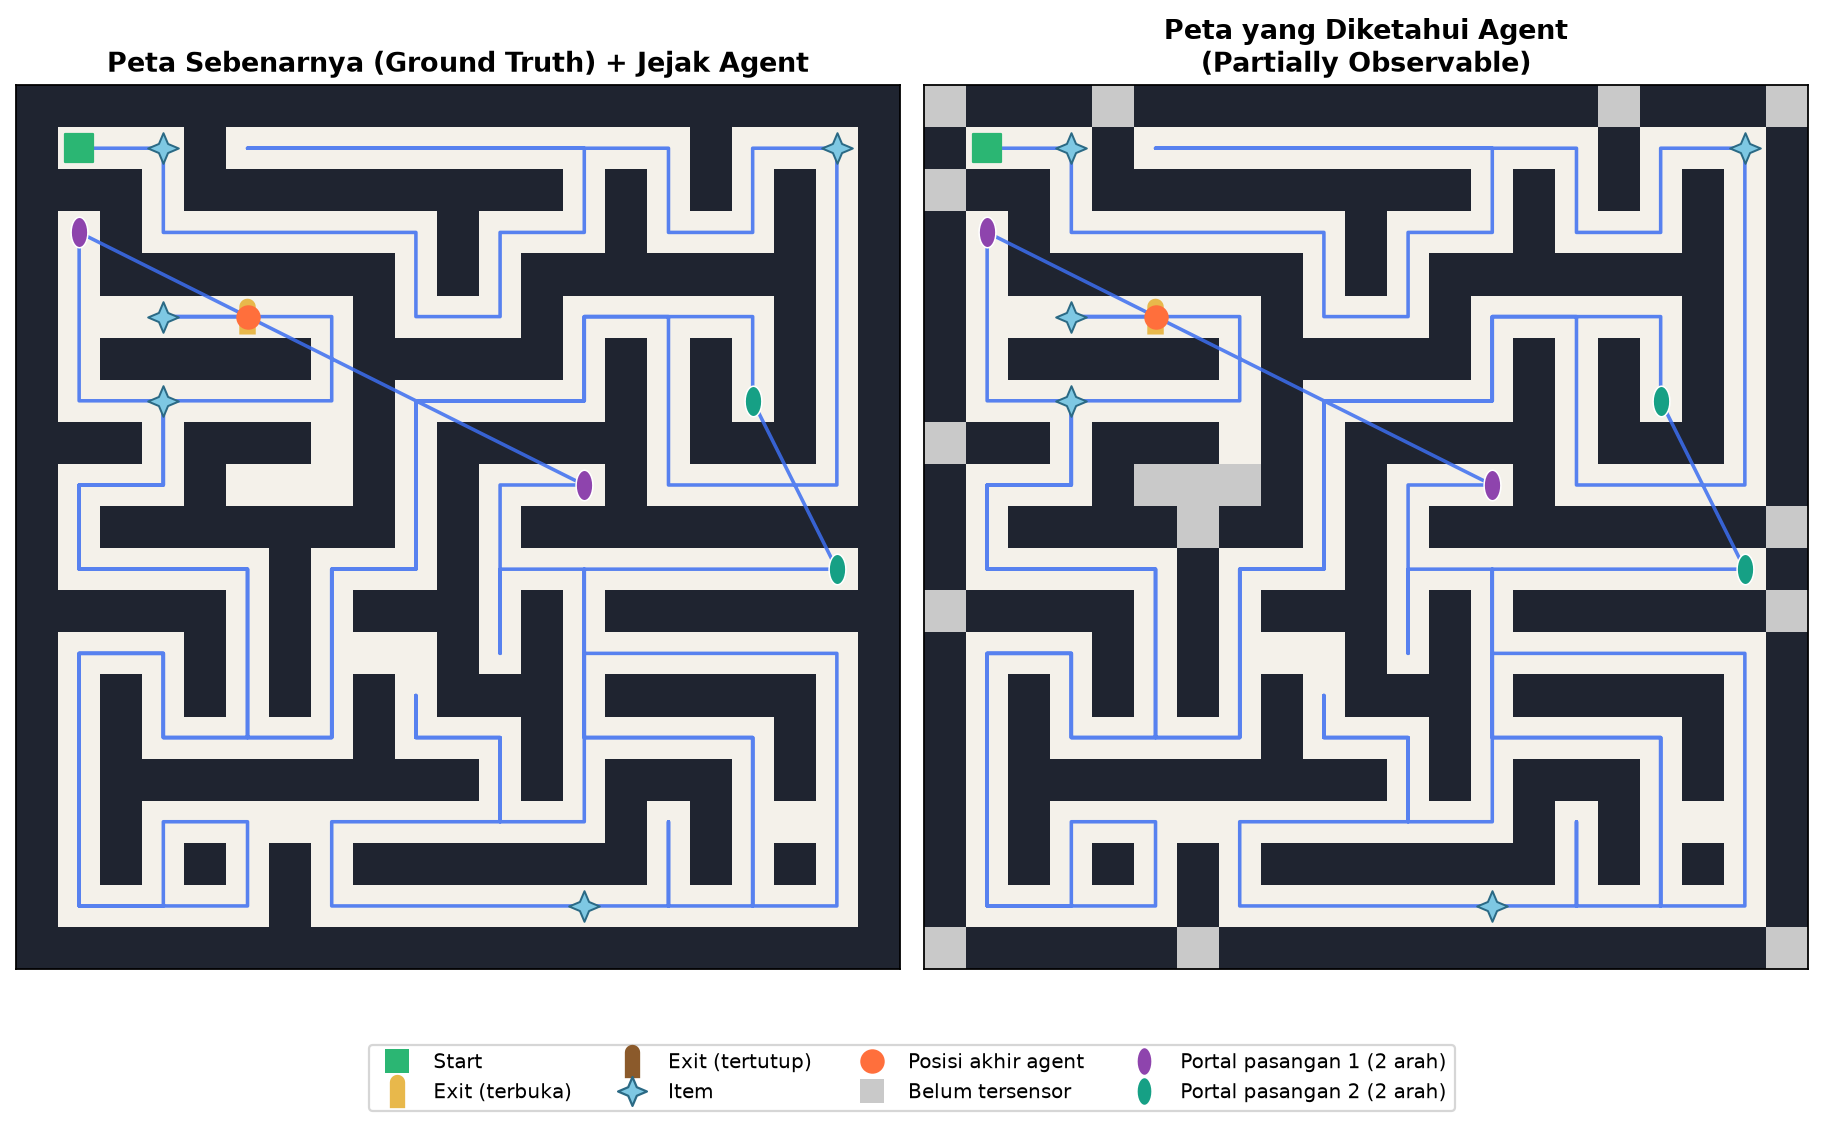 Peta Sebenarnya (Ground Truth) + Jejak Agent
Peta yang Diketahui Agent
(Partially Observable)
Start
Exit (terbuka)
Exit (tertutup)
Item
Posisi akhir agent
Belum tersensor
Portal pasangan 1 (2 arah)
Portal pasangan 2 (2 arah)